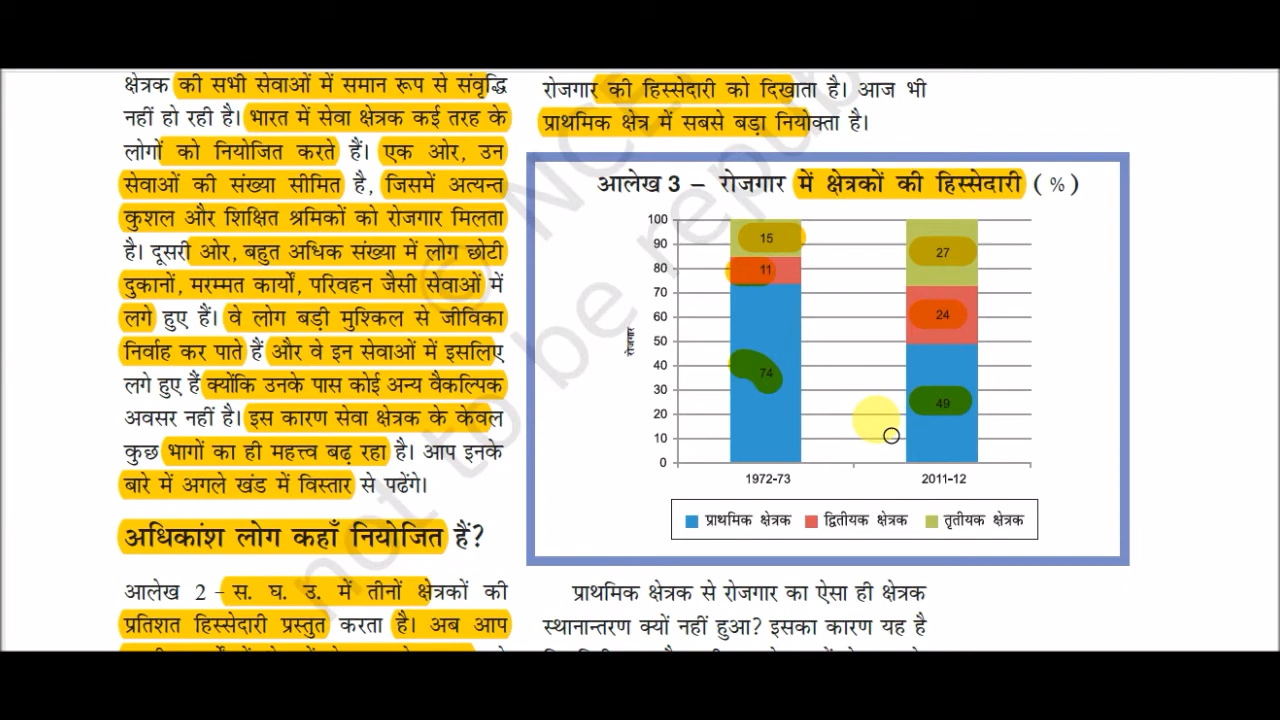 क्षेत्रक की सभी सेवाओं में समान रूप से संवृद्धि
नहीं हो रही है। भारत में सेवा क्षेत्रक कई तरह के
लोगों को नियोजित करते हैं। एक ओर, उन
सेवाओं की संख्या सीमित है, जिसमें अत्यन्त
कुशल और शिक्षित श्रमिकों को रोजगार मिलता
है। दूसरी ओर, बहुत अधिक संख्या में लोग छोटी
दुकानों, मरम्मत कार्यों, परिवहन जैसी सेवाओं में
लगे हुए हैं। वे लोग बड़ी मुश्किल से जीविका
निर्वाह कर पाते हैं और वे इन सेवाओं में इसलिए
लगे हुए हैं क्योंकि उनके पास कोई अन्य वैकल्पिक
अवसर नहीं है। इस कारण सेवा क्षेत्रक के केवल
कुछ भागों का ही महत्त्व बढ़ रहा है। आप इनके
बारे में अगले खंड में विस्तार से पढेंगे।
अधिकांश लोग कहाँ नियोजित हैं?
आलेख 2 – स. घ. उ. में तीनों क्षेत्रकों की
प्रतिशत हिस्सेदारी प्रस्तुत करता है। अब आप
रोजगार की हिस्सेदारी को दिखाता है। आज भी
प्राथमिक क्षेत्र में सबसे बड़ा नियोक्ता है।
आलेख 3 – रोजगार में क्षेत्रकों की हिस्सेदारी (%)
रोजगार
100
90
80
70
60
50
40
30
20
10
0
15
11
74
27
24
49
1972-73
2011-12
प्राथमिक क्षेत्रक
द्वितीयक क्षेत्रक
तृतीयक क्षेत्रक
प्राथमिक क्षेत्रक से रोजगार का ऐसा ही क्षेत्रक
स्थानान्तरण क्यों नहीं हुआ? इसका कारण यह है
© NCE
not to be republ